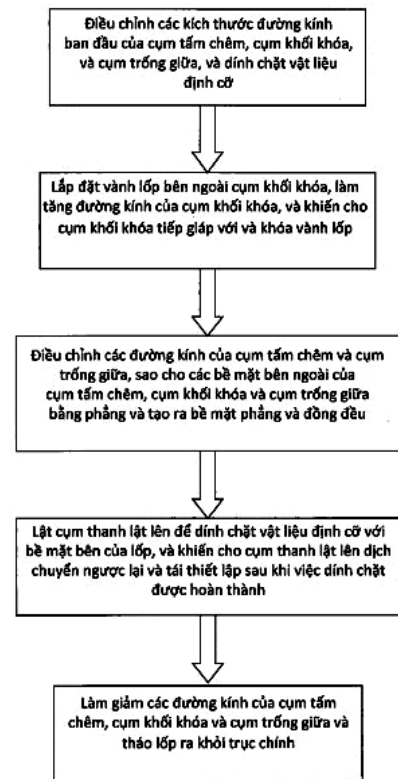 Điều chỉnh các kích thước đường kính
ban đầu của cụm tấm chêm, cụm khối khóa,
và cụm trống giữa, và dính chặt vật liệu
định cỡ
Lắp đặt vành lốp bên ngoài cụm khối khóa, làm
tăng đường kính của cụm khối khóa, và khiến cho
cụm khối khóa tiếp giáp với và khóa vành lốp
Điều chỉnh các đường kính của cụm tấm chêm và cụm
trống giữa, sao cho các bề mặt bên ngoài của
cụm tấm chêm, cụm khối khóa và cụm trống giữa
bằng phẳng và tạo ra bề mặt phẳng và đồng đều
Lật cụm thanh lật lên để dính chặt vật liệu định cỡ với
bề mặt bên của lốp, và khiến cho cụm thanh lật lên dịch
chuyển ngược lại và tái thiết lập sau khi việc dính chặt
được hoàn thành
Làm giảm các đường kính của cụm tấm
chêm, cụm khối khóa và cụm trống giữa và
tháo lốp ra khỏi trục chính